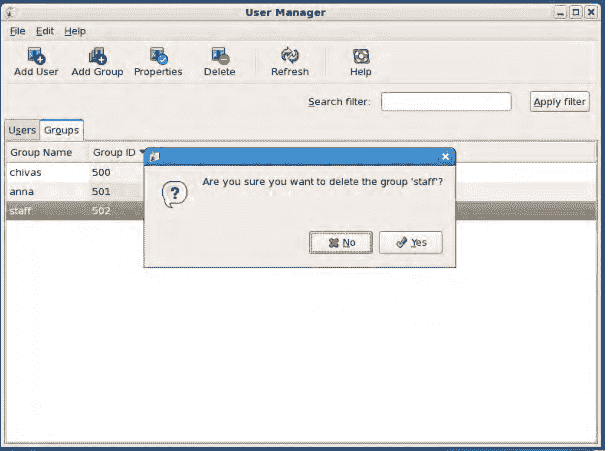 User Manager
File Edit Help
Add User Add Group Properties Delete Refresh Help
Search filter: Apply filter
Users Groups
Group Name Group ID
chivas 500
anna 501
staff 502
Are you sure you want to delete the group 'staff'?
No Yes